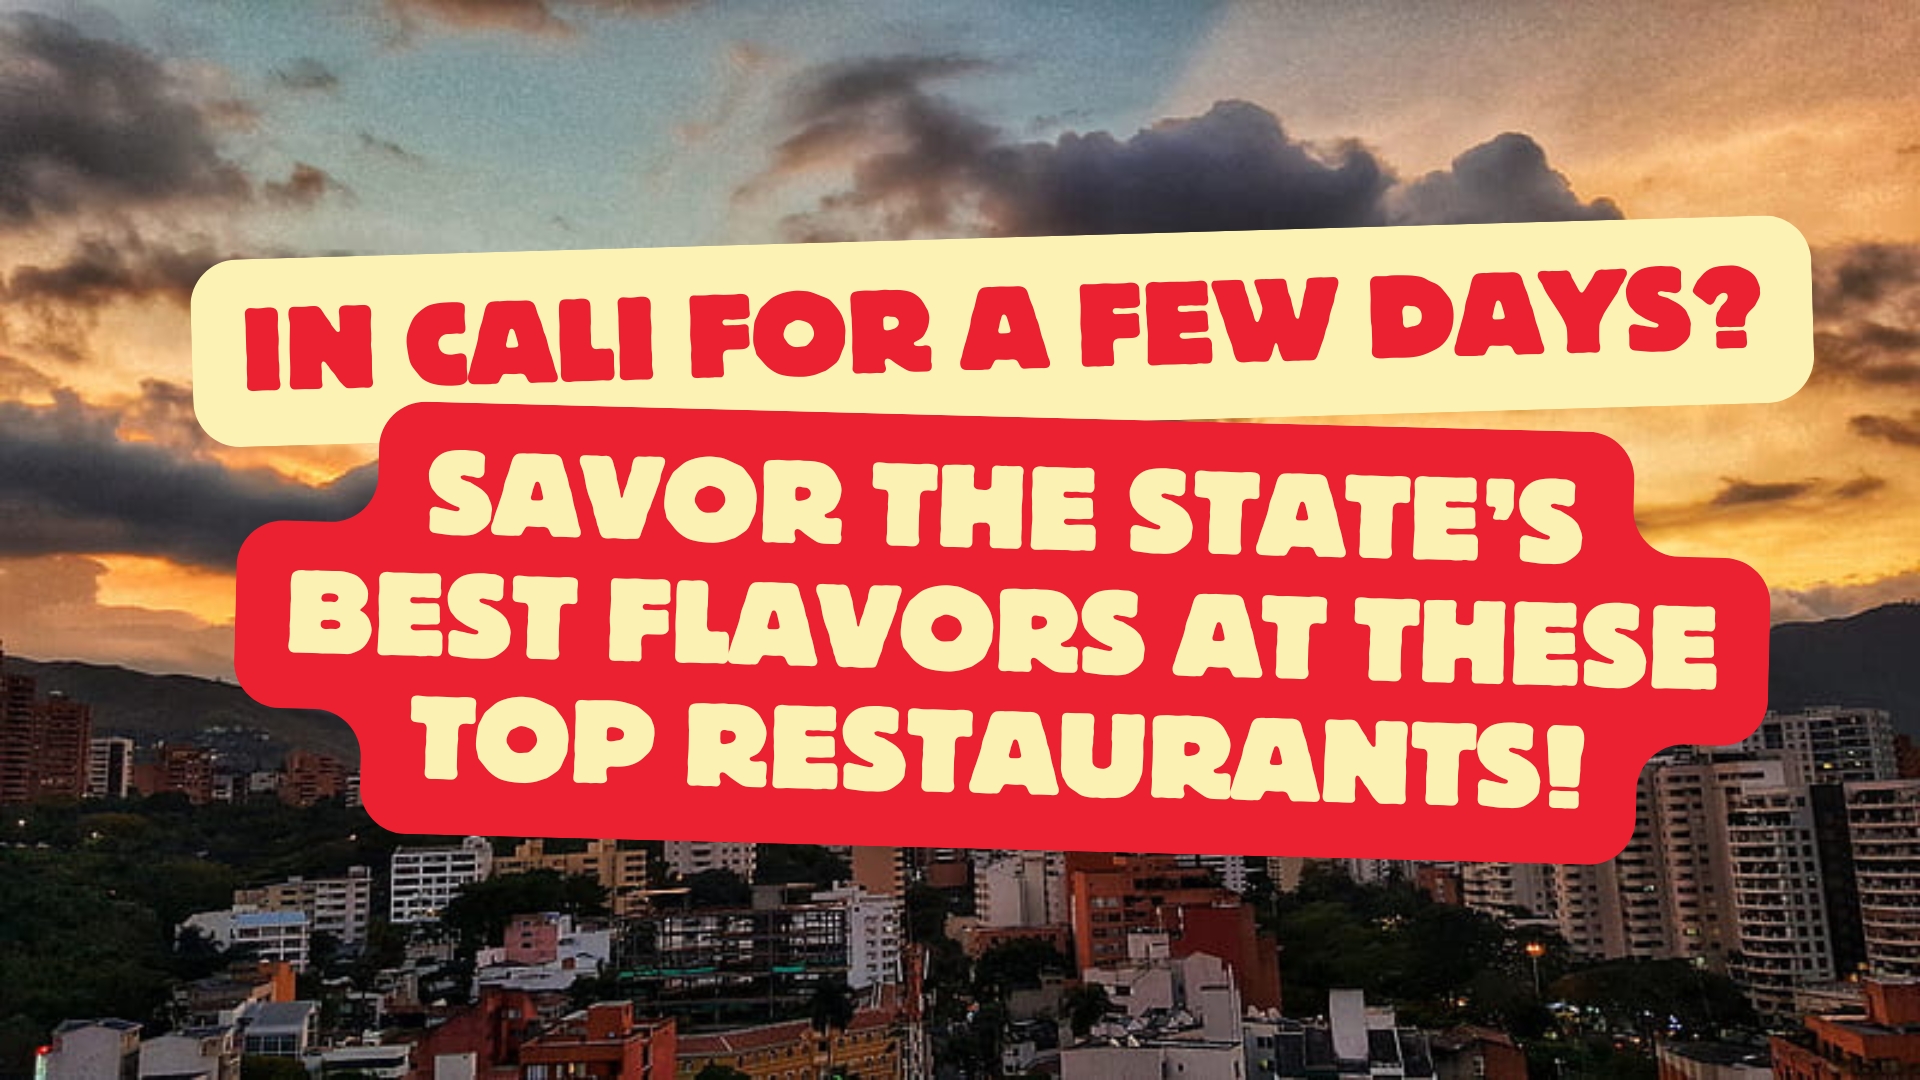 IN CALI FOR A FEW DAYS?
SAVOR THE STATE'S
BEST FLAVORS AT THESE
TOP RESTAURANTS!